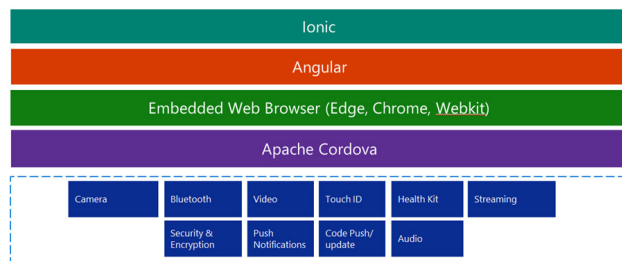 Ionic
Angular
Embedded Web Browser (Edge, Chrome, Webkit)
Apache Cordova
Camera
Bluetooth
Video
Touch ID
Health Kit
Streaming
Security &
Encryption
Push
Notifications
Code Push/
update
Audio